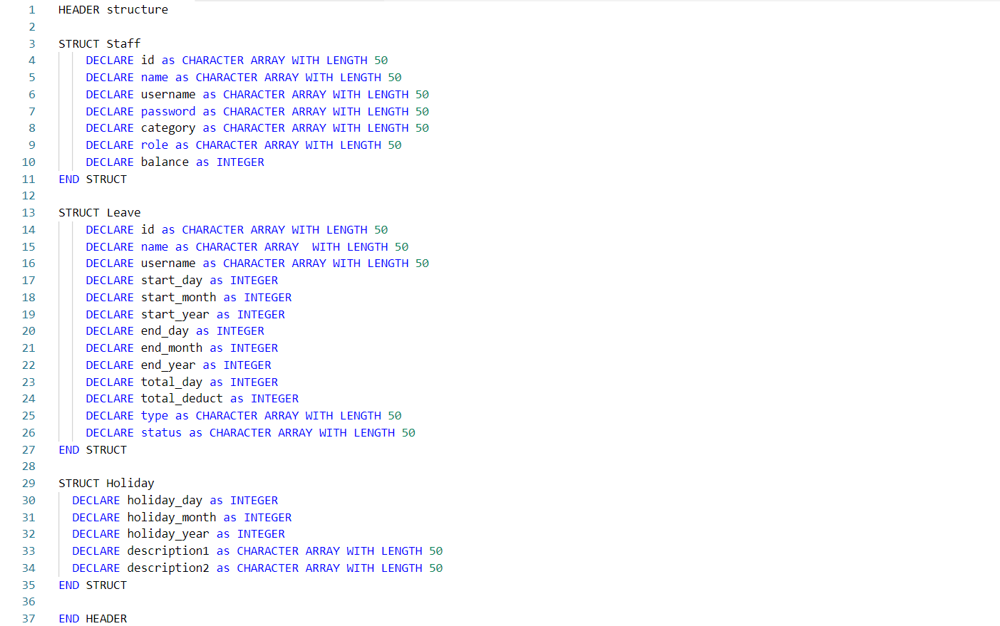 1 HEADER structure
2
3 STRUCT Staff
4 DECLARE id as CHARACTER ARRAY WITH LENGTH 50
5 DECLARE name as CHARACTER ARRAY WITH LENGTH 50
6 DECLARE username as CHARACTER ARRAY WITH LENGTH 50
7 DECLARE password as CHARACTER ARRAY WITH LENGTH 50
8 DECLARE category as CHARACTER ARRAY WITH LENGTH 50
9 DECLARE role as CHARACTER ARRAY WITH LENGTH 50
10 DECLARE balance as INTEGER
11 END STRUCT
12
13 STRUCT Leave
14 DECLARE id as CHARACTER ARRAY WITH LENGTH 50
15 DECLARE name as CHARACTER ARRAY  WITH LENGTH 50
16 DECLARE username as CHARACTER ARRAY WITH LENGTH 50
17 DECLARE start_day as INTEGER
18 DECLARE start_month as INTEGER
19 DECLARE start_year as INTEGER
20 DECLARE end_day as INTEGER
21 DECLARE end_month as INTEGER
22 DECLARE end_year as INTEGER
23 DECLARE total_day as INTEGER
24 DECLARE total_deduct as INTEGER
25 DECLARE type as CHARACTER ARRAY WITH LENGTH 50
26 DECLARE status as CHARACTER ARRAY WITH LENGTH 50
27 END STRUCT
28
29 STRUCT Holiday
30 DECLARE holiday_day as INTEGER
31 DECLARE holiday_month as INTEGER
32 DECLARE holiday_year as INTEGER
33 DECLARE description1 as CHARACTER ARRAY WITH LENGTH 50
34 DECLARE description2 as CHARACTER ARRAY WITH LENGTH 50
35 END STRUCT
36
37 END HEADER